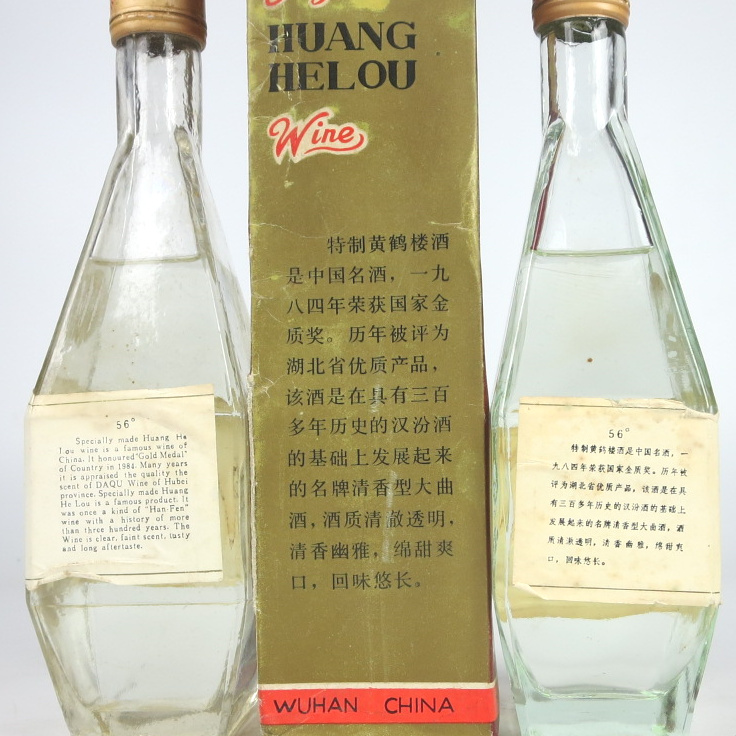 HUANG
HELOU
Wine
特制黄鹤楼酒
是中国名酒，一九
八四年荣获国家金
质奖。历年被评为
湖北省优质产品，
该酒是在具有三百
多年历史的汉汾酒
的基础上发展起来
的名牌清香型大曲
酒，酒质清澈透明，
清香幽雅，绵甜爽
口，回味悠长。
WUHAN CHINA
56°
Specially made Huang He
Lou wine is a famous wine of
China. It honoured"Gold Medal"
of Country in 1984. Many years
it is appraised the quality the
scent of DAQU Wine of Hubei
province. Specially made Huang
He Lou is a famous product. It
was once a kind of "Han-Fen"
wine with a history of more
than three hundred years. The
Wine is clear, faint scent, tasty
and long aftertaste.
56°
特制黄鹤楼酒是中国名酒，一
九八四年荣获国家金质奖。历年被
评为湖北省优质产品，该酒是在具
有三百多年历史的汉汾酒的基础上
发展起来的名牌清香型大曲酒，酒
质清澈透明，清香幽雅，绵甜爽
口，回味悠长。